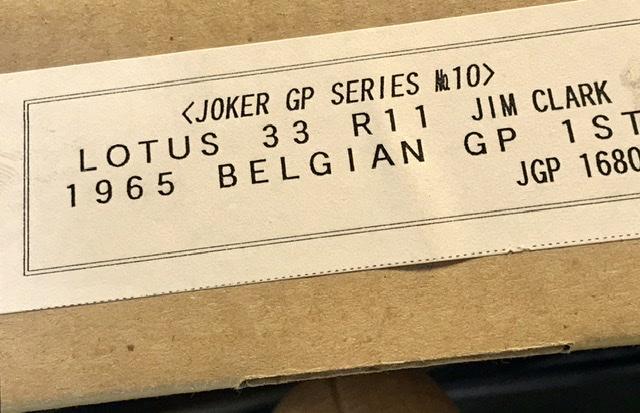 <JOKER GP SERIES №10>
LOTUS 33 R11 JIM CLARK
1965 BELGIAN GP 1ST
JGP 1680